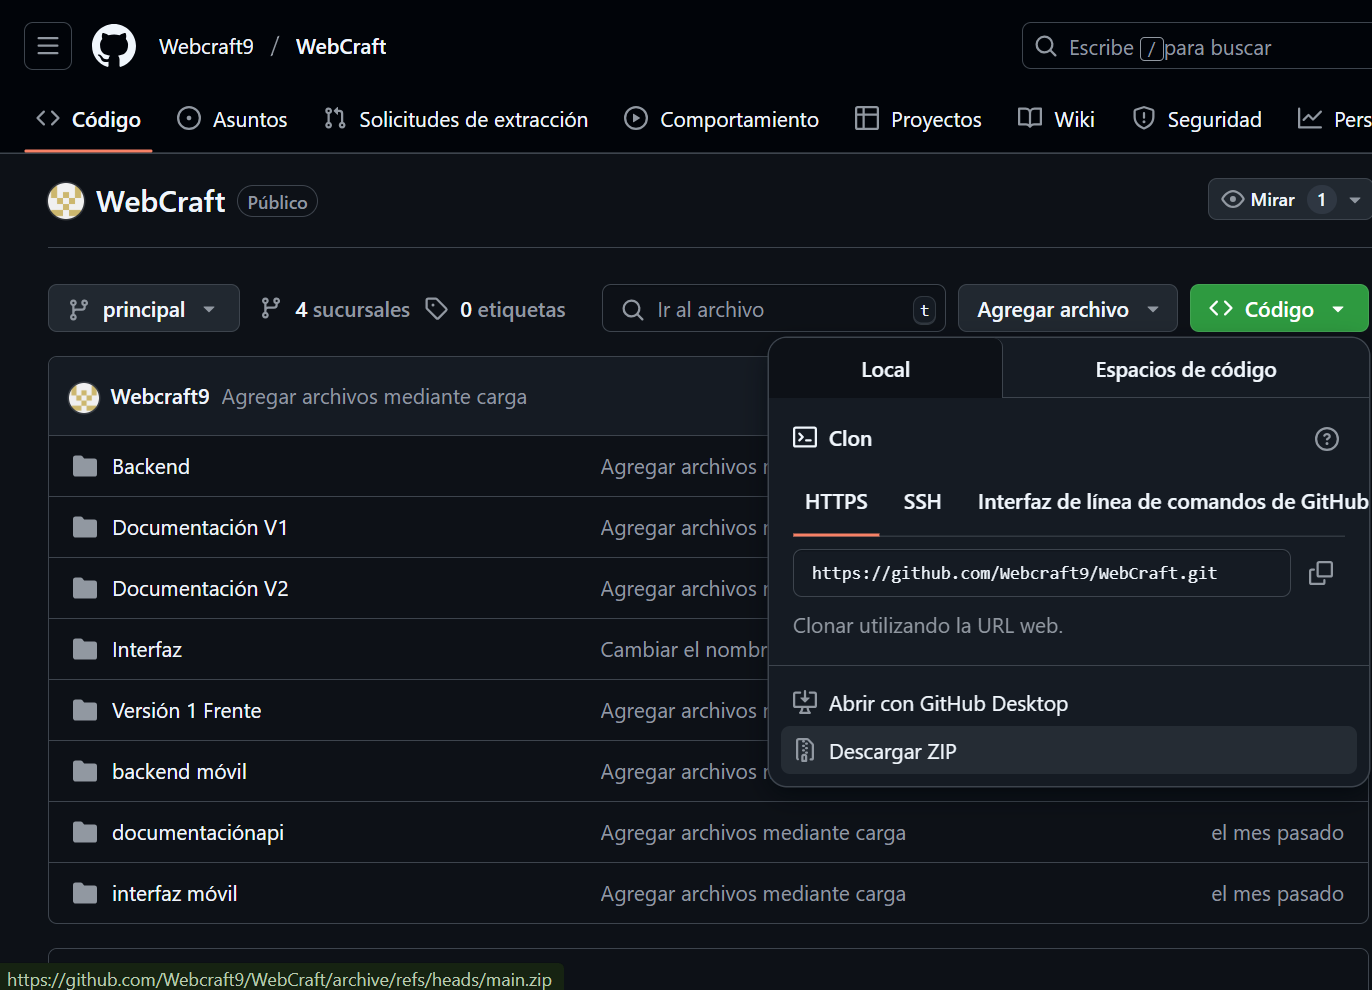 Webcraft9 / WebCraft
Escribe / para buscar
Código Asuntos Solicitudes de extracción Comportamiento Proyectos Wiki Seguridad Pers
WebCraft Público
Mirar 1
principal 4 sucursales 0 etiquetas Ir al archivo t Agregar archivo Código
Local Espacios de código
Webcraft9 Agregar archivos mediante carga
Clon
HTTPS SSH Interfaz de línea de comandos de GitHub
https://github.com/Webcraft9/WebCraft.git
Clonar utilizando la URL web.
Abrir con GitHub Desktop
Descargar ZIP
Backend Agregar archivos
Documentación V1 Agregar archivos
Documentación V2 Agregar archivos
Interfaz Cambiar el nombr
Versión 1 Frente Agregar archivos
backend móvil Agregar archivos
documentaciónapi Agregar archivos mediante carga el mes pasado
interfaz móvil Agregar archivos mediante carga el mes pasado
https://github.com/Webcraft9/WebCraft/archive/refs/heads/main.zip